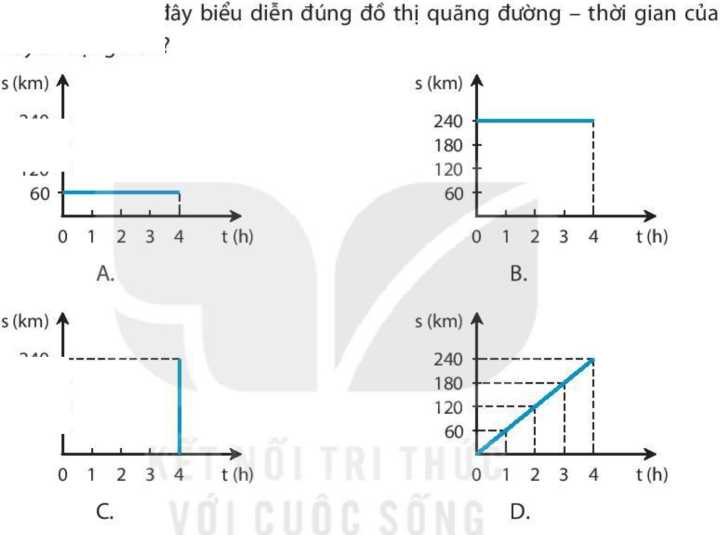 đây biểu diễn đúng đồ thị quãng đường – thời gian của
?
s (km)
60
0 1 2 3 4 t (h)
A.
s (km)
240
180
120
60
0 1 2 3 4 t (h)
B.
s (km)
0 1 2 3 4 t (h)
C.
s (km)
240
180
120
60
0 1 2 3 4 t (h)
D.
KẾT NỐI TRI THỨC
VỚI CUỘC SỐNG